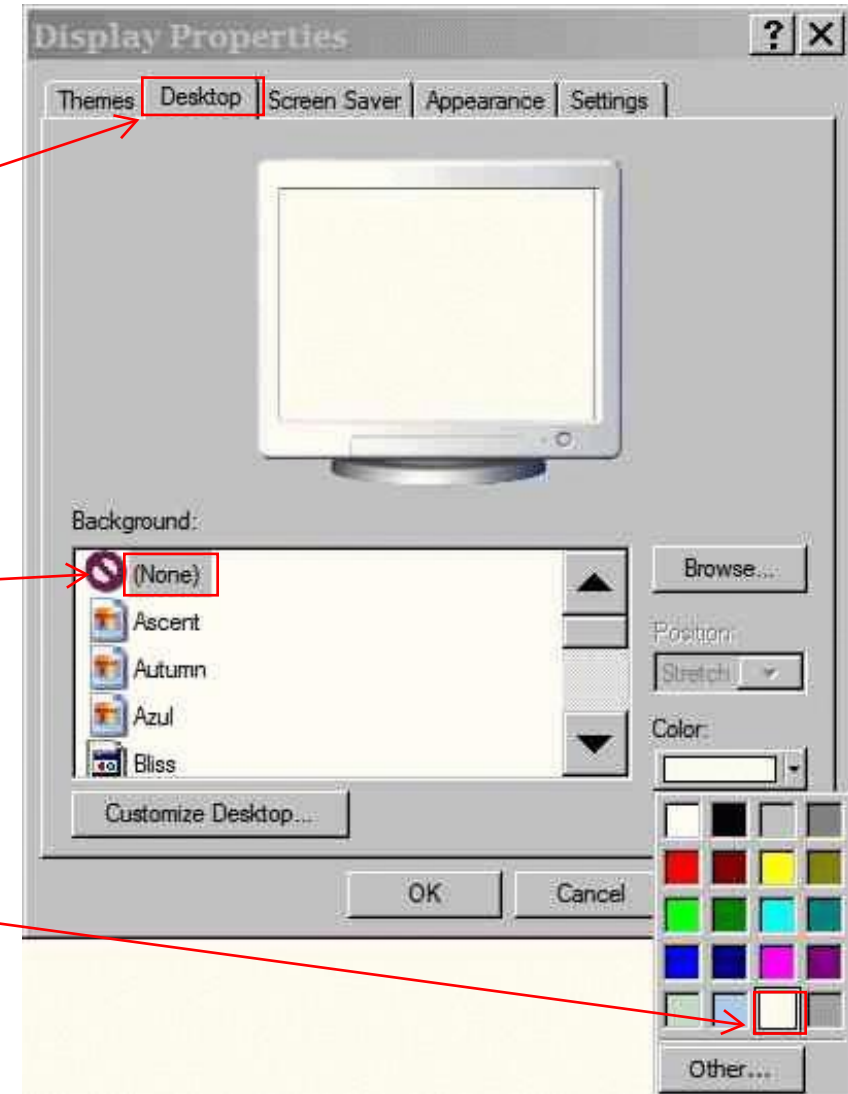 Display Properties
Themes Desktop Screen Saver Appearance Settings
Background:
(None)
Ascent
Autumn
Azul
Bliss
Browse...
Position:
Stretch
Color:
Customize Desktop...
OK Cancel
Other...